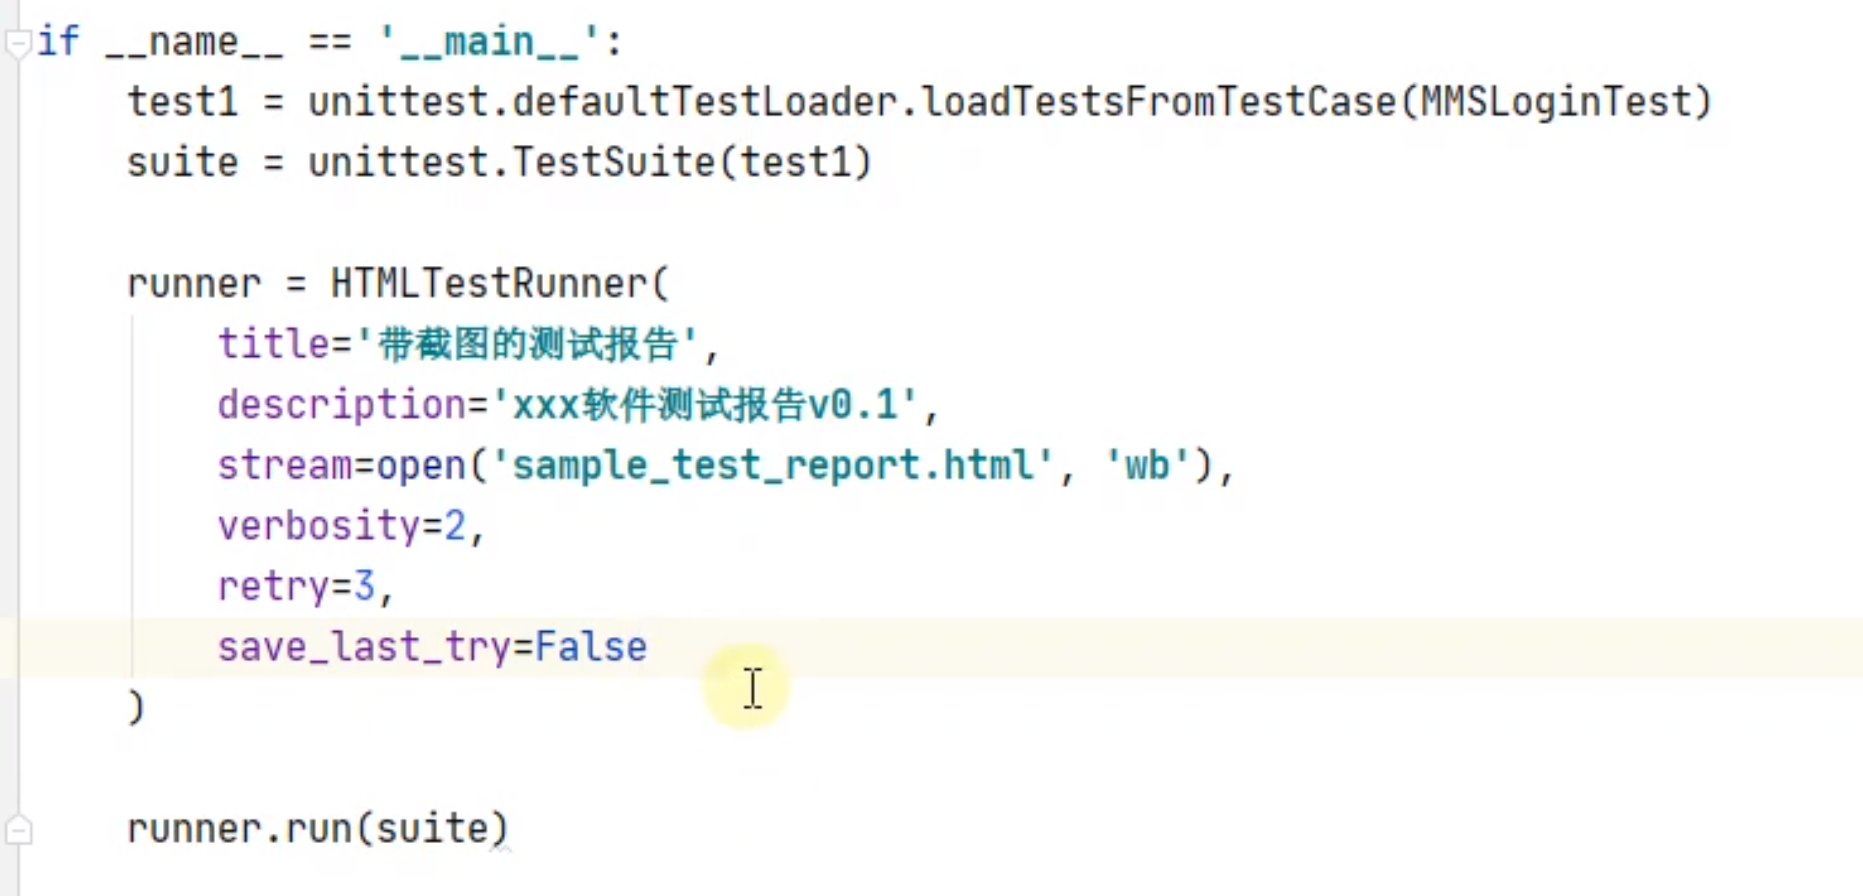 if __name__ == '__main__':
    test1 = unittest.defaultTestLoader.loadTestsFromTestCase(MMSLoginTest)
    suite = unittest.TestSuite(test1)

    runner = HTMLTestRunner(
        title='带截图的测试报告',
        description='xxx软件测试报告v0.1',
        stream=open('sample_test_report.html', 'wb'),
        verbosity=2,
        retry=3,
        save_last_try=False
    )

    runner.run(suite)